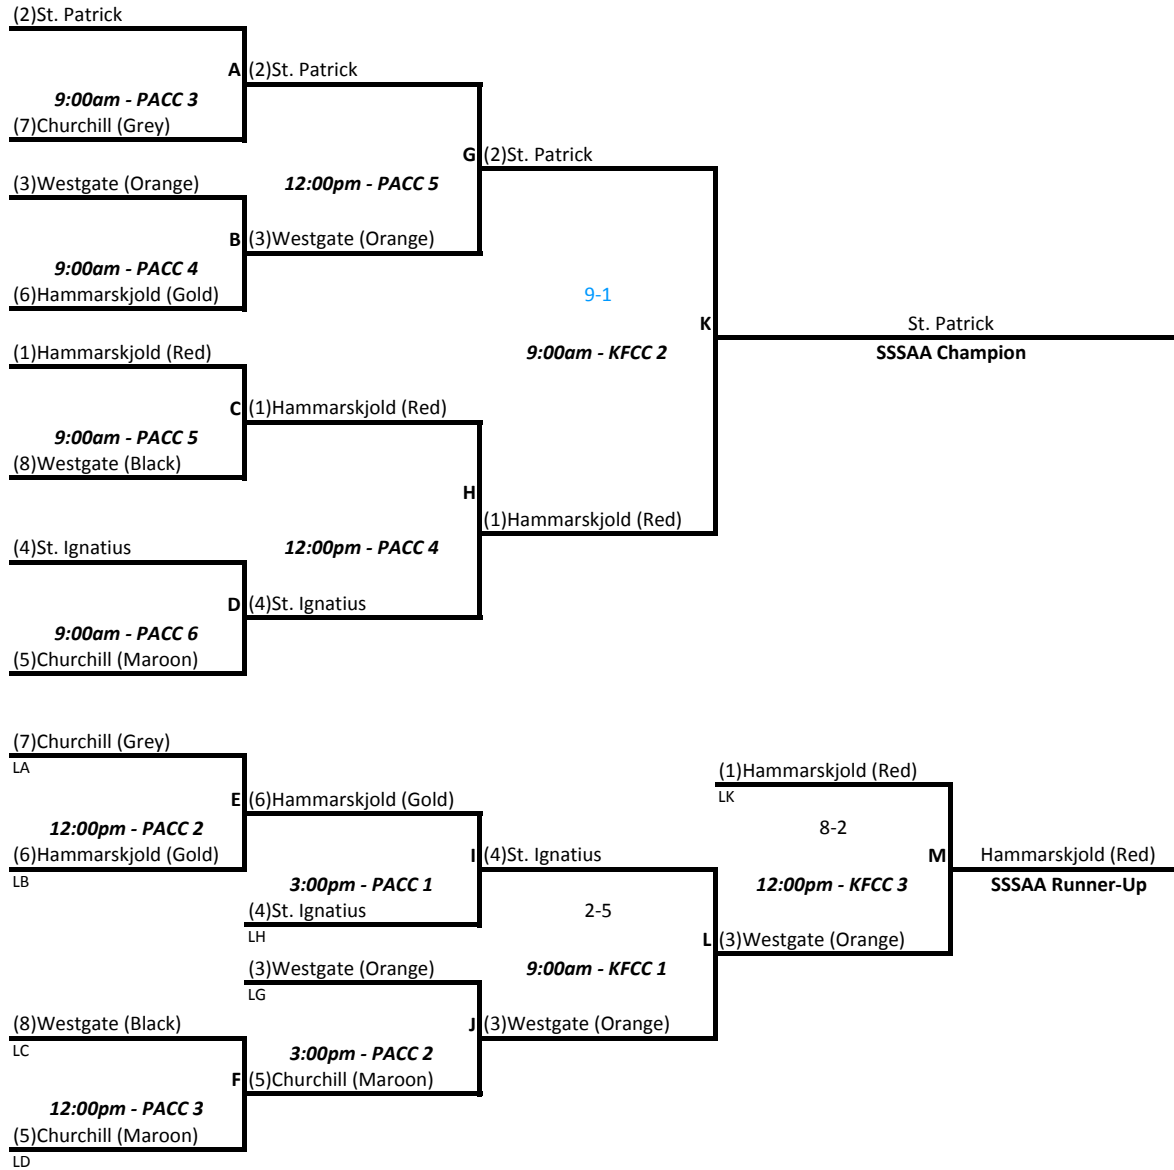 (2)St. Patrick
A
(2)St. Patrick
9:00am - PACC 3
(7)Churchill (Grey)
G
(2)St. Patrick
(3)Westgate (Orange)
12:00pm - PACC 5
B
(3)Westgate (Orange)
9:00am - PACC 4
(6)Hammarskjold (Gold)
9-1
K
St. Patrick
(1)Hammarskjold (Red)
9:00am - KFCC 2
SSSAA Champion
C
(1)Hammarskjold (Red)
9:00am - PACC 5
(8)Westgate (Black)
H
(1)Hammarskjold (Red)
(4)St. Ignatius
12:00pm - PACC 4
D
(4)St. Ignatius
9:00am - PACC 6
(5)Churchill (Maroon)
(7)Churchill (Grey)
LA
(1)Hammarskjold (Red)
LK
E
(6)Hammarskjold (Gold)
12:00pm - PACC 2
8-2
(6)Hammarskjold (Gold)
LB
I
(4)St. Ignatius
M
Hammarskjold (Red)
3:00pm - PACC 1
12:00pm - KFCC 3
SSSAA Runner-Up
(4)St. Ignatius
LH
2-5
L
(3)Westgate (Orange)
(3)Westgate (Orange)
LG
9:00am - KFCC 1
(8)Westgate (Black)
LC
J
(3)Westgate (Orange)
3:00pm - PACC 2
F
(5)Churchill (Maroon)
12:00pm - PACC 3
(5)Churchill (Maroon)
LD